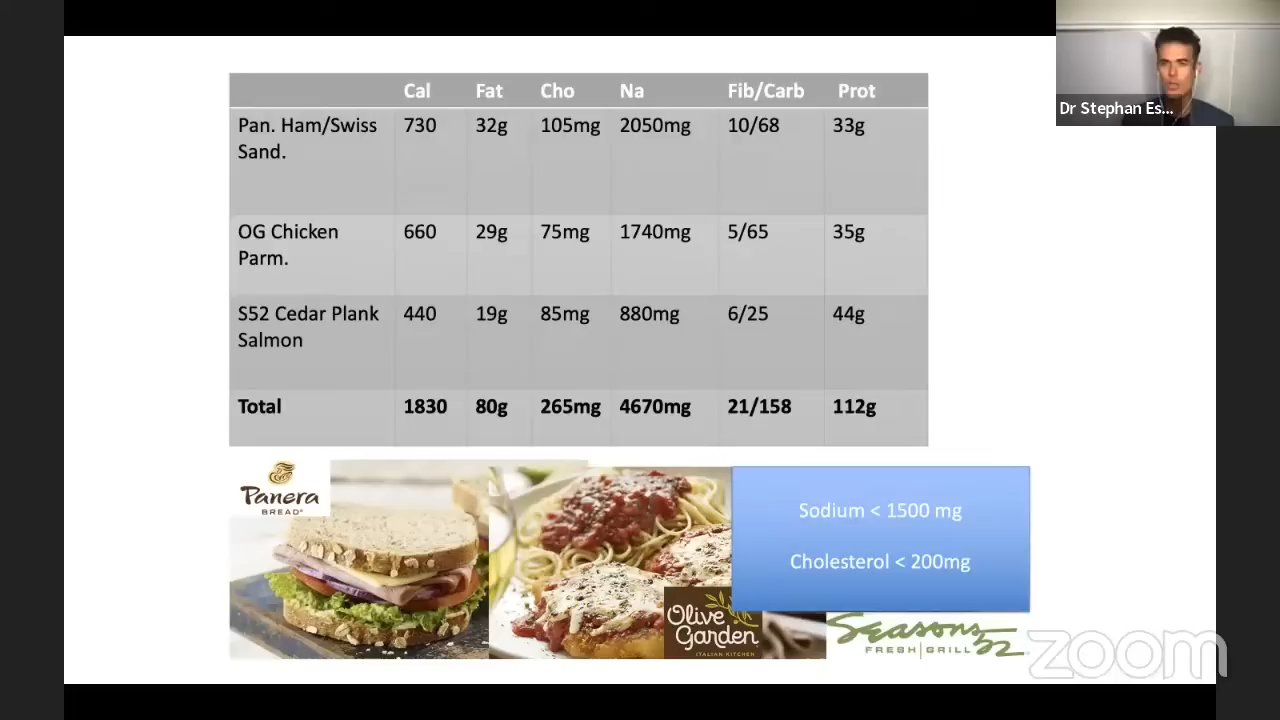 Dr Stephan Es...
Cal Fat Cho Na Fib/Carb Prot
Pan. Ham/Swiss 730 32g 105mg 2050mg 10/68 33g
Sand.
OG Chicken 660 29g 75mg 1740mg 5/65 35g
Parm.
S52 Cedar Plank 440 19g 85mg 880mg 6/25 44g
Salmon
Total 1830 80g 265mg 4670mg 21/158 112g
Panera
BREAD®
Sodium < 1500 mg
Cholesterol < 200mg
Olive
Garden
ITALIAN KITCHEN
Seasons 52
FRESH GRILL
zoom